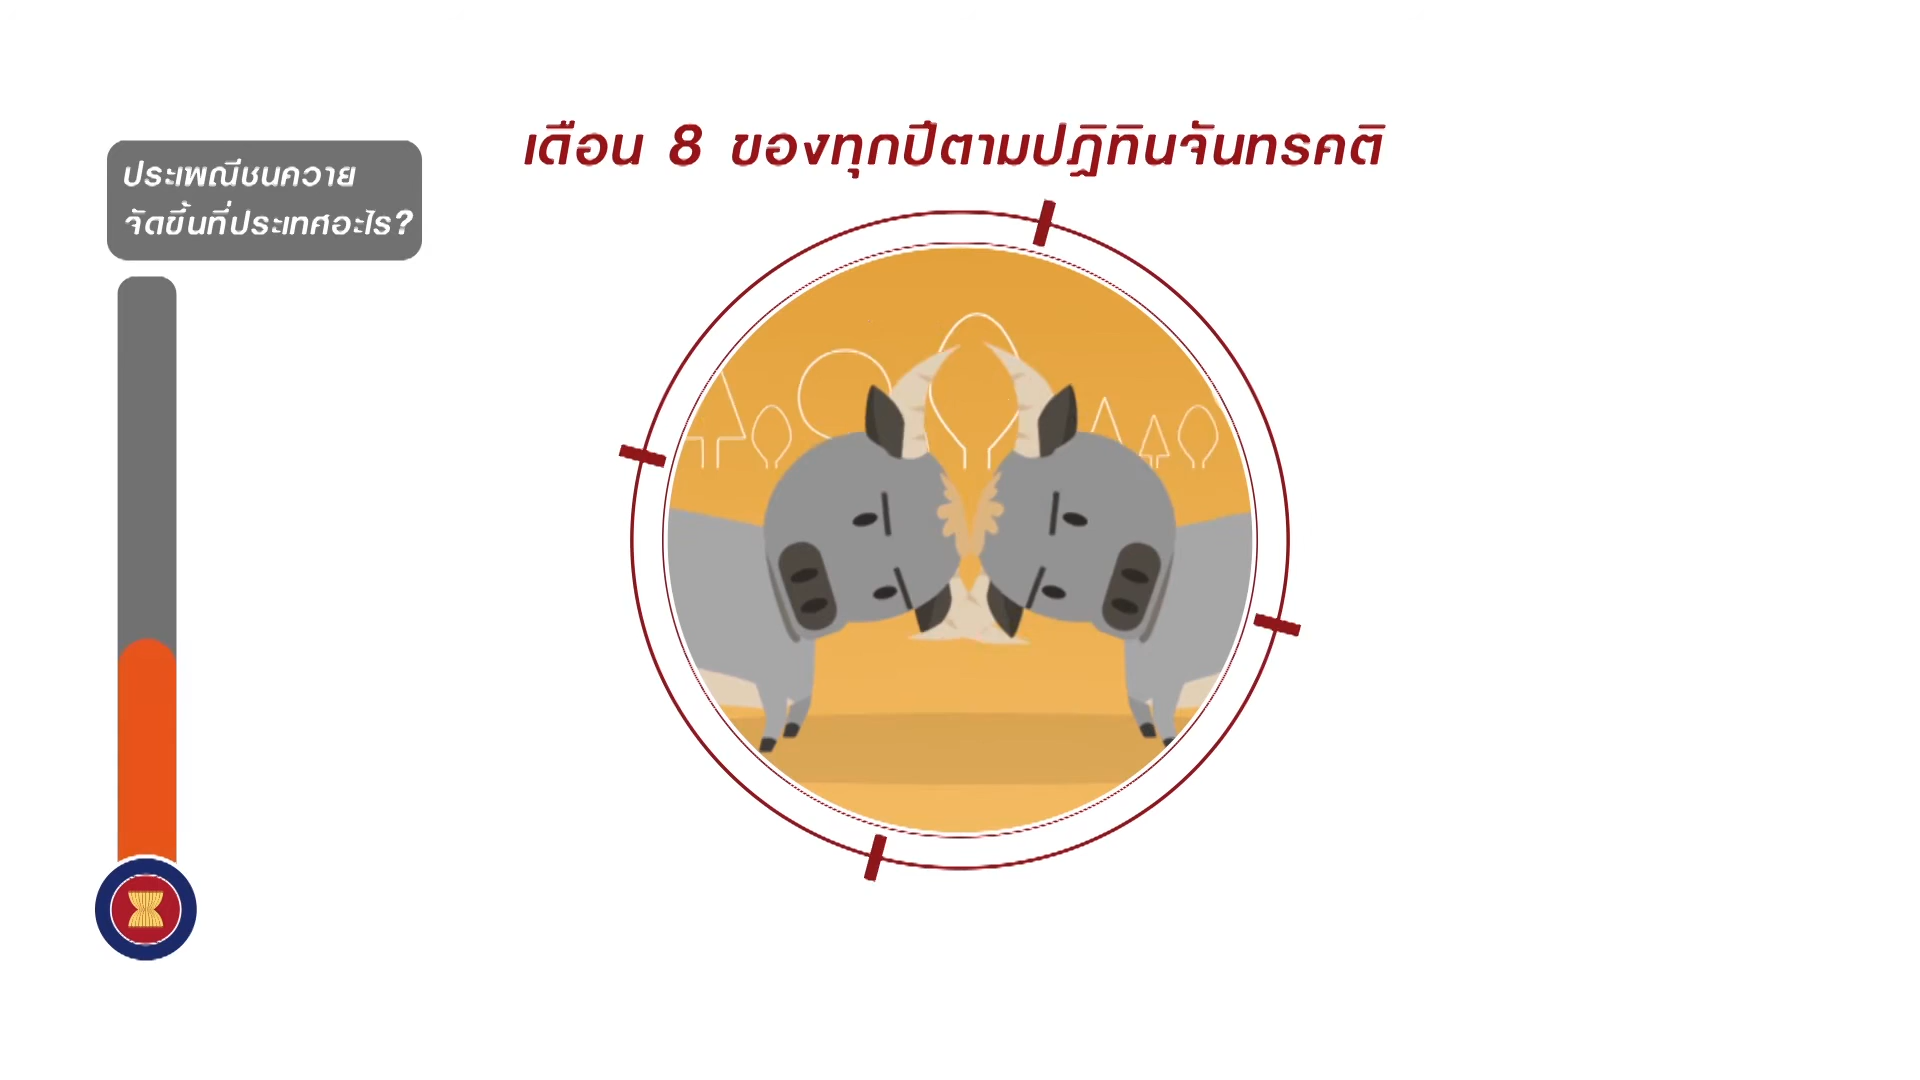 เดือน 8 ของทุกปีตามปฏิทินจันทรคติ
ประเพณีชนควาย
จัดขึ้นที่ประเทศอะไร?